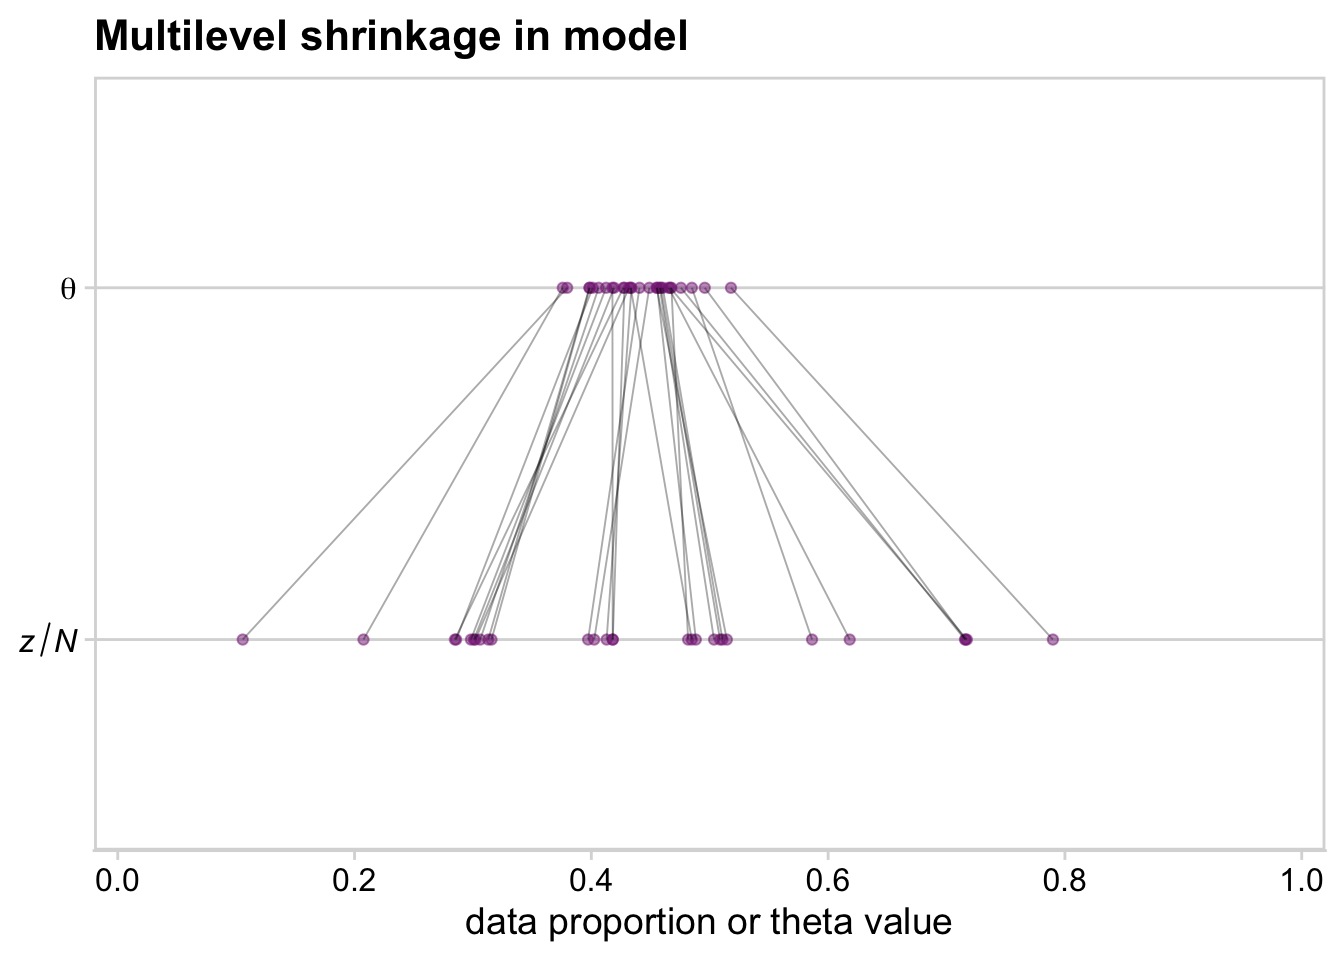 Multilevel shrinkage in model
θ
z/N
0.0 0.2 0.4 0.6 0.8 1.0
data proportion or theta value